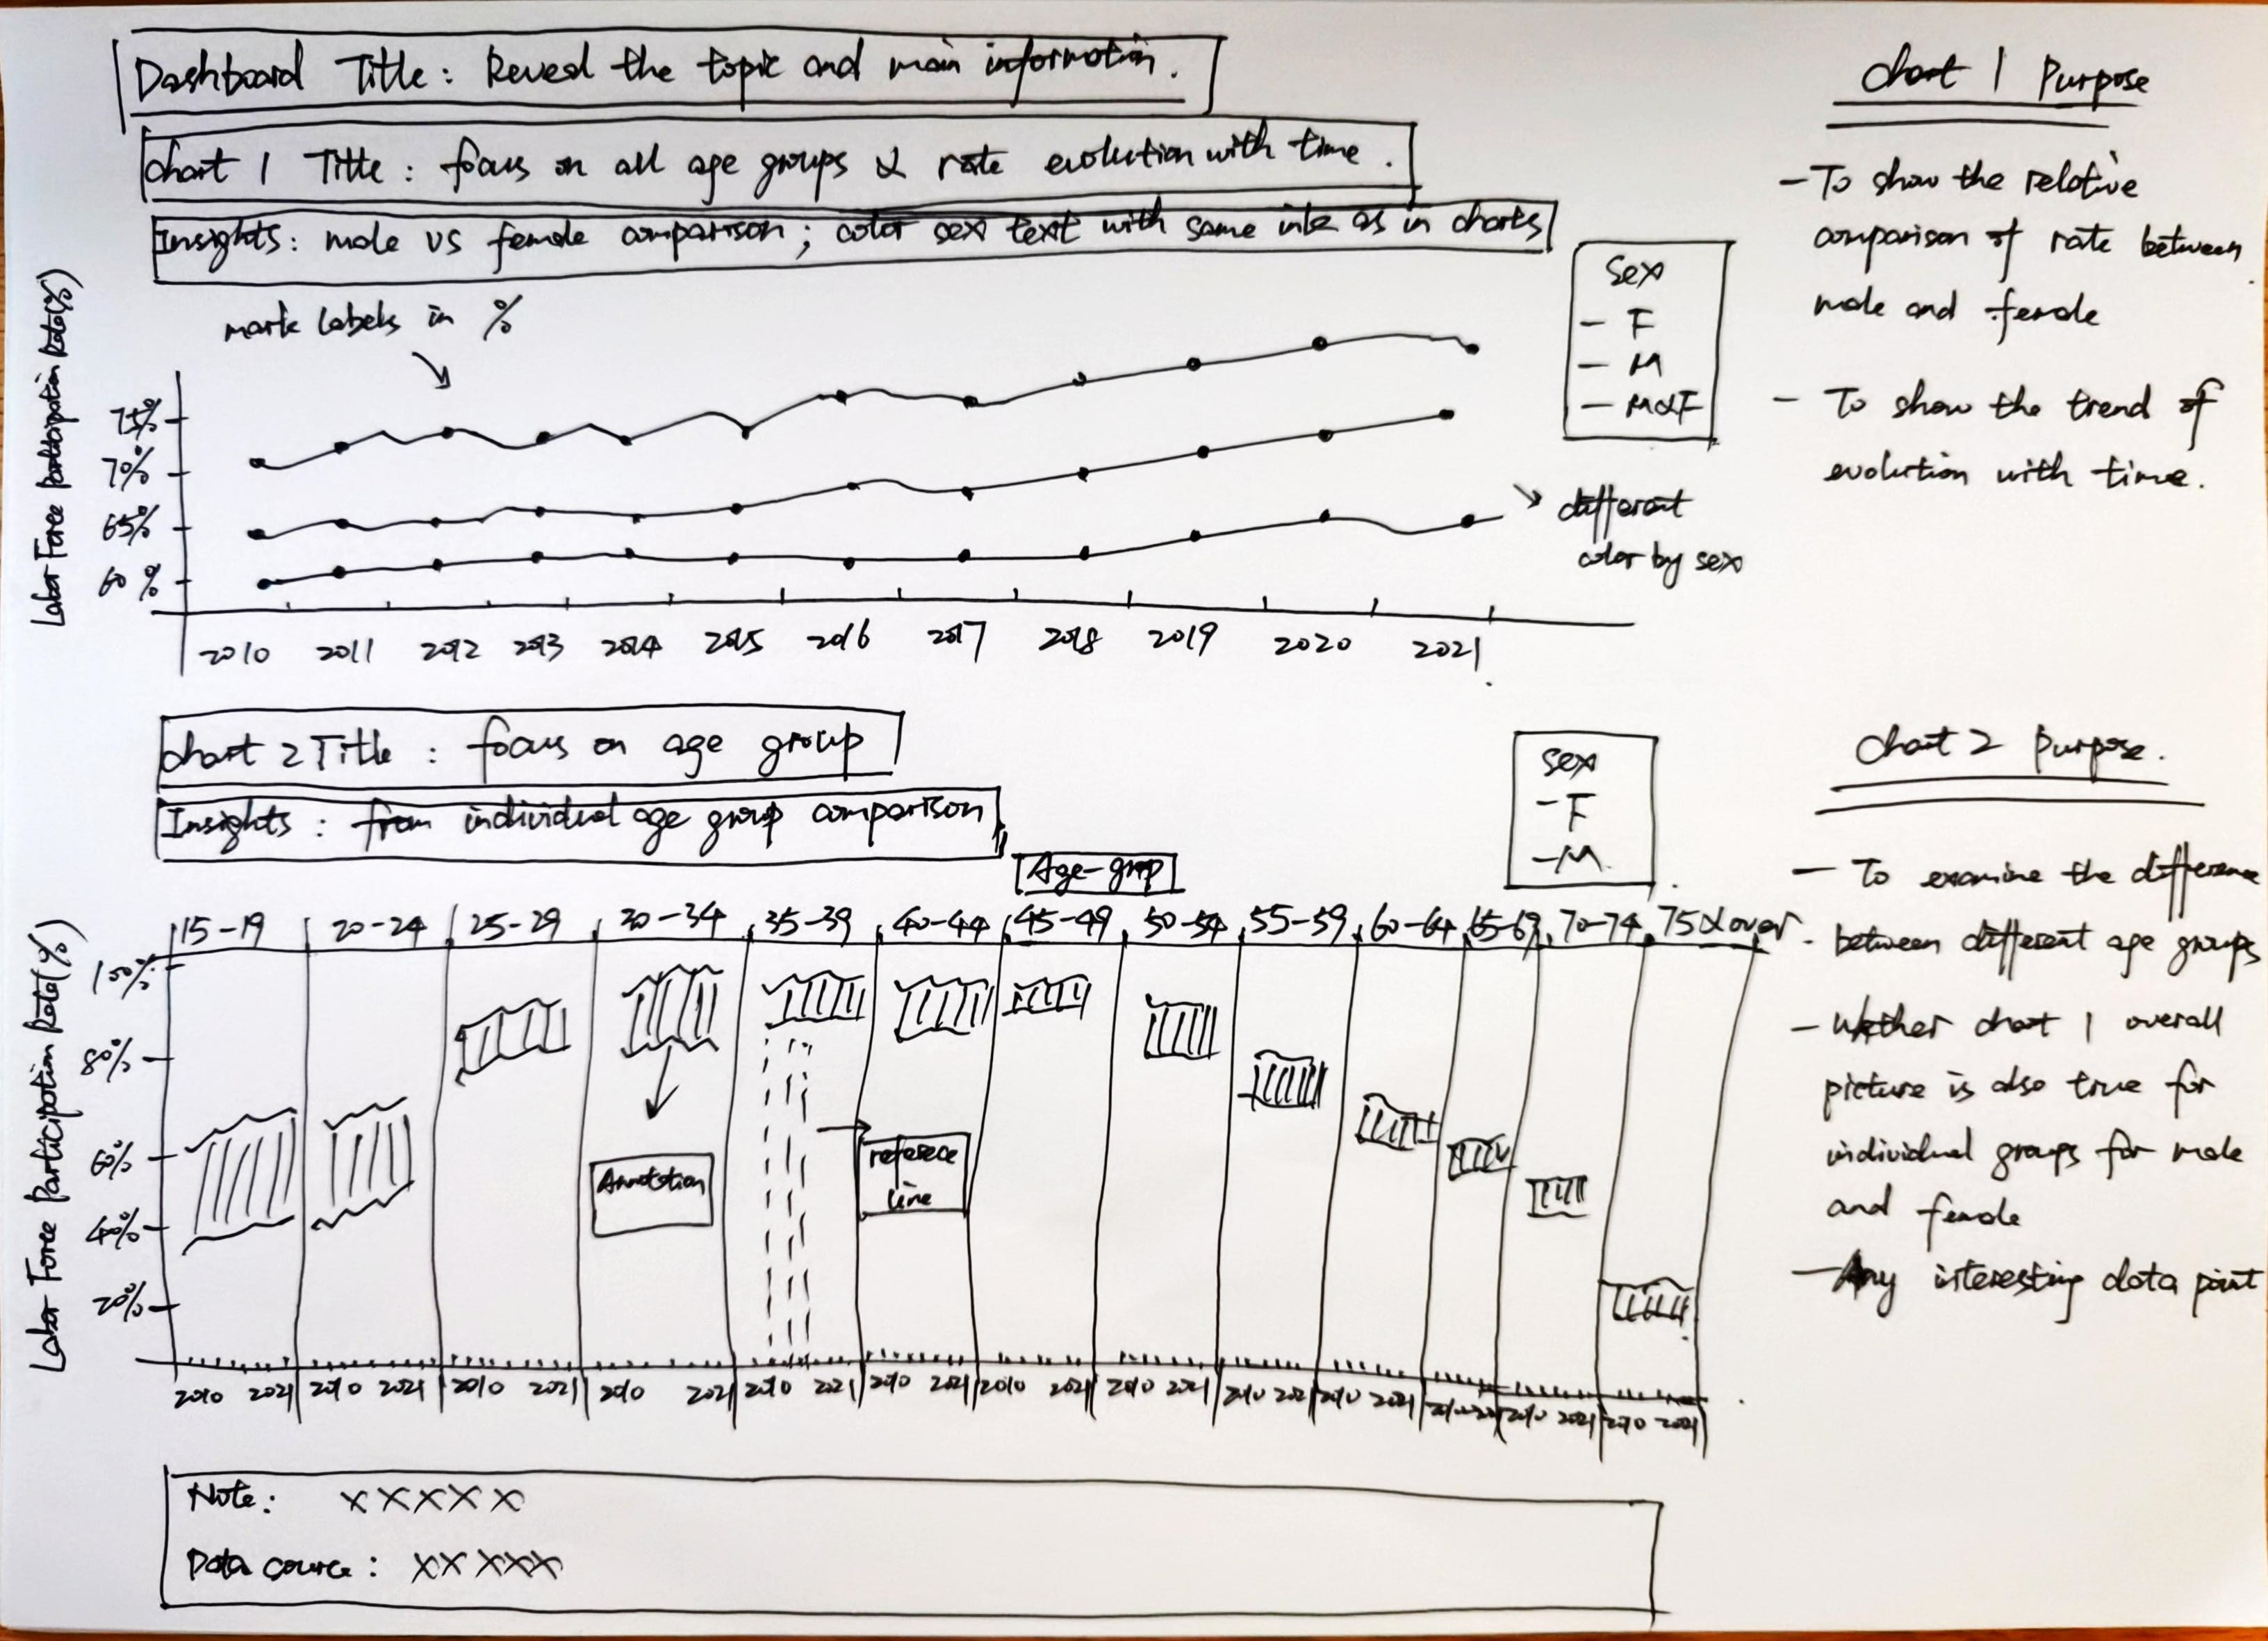 Dashboard Title: Reveal the topic and main information.
chart 1 Title: focus on all age groups & rate evolution with time.
Insights: male vs female comparison; color sex text with same ink as in charts
mark labels in %
Labor Force Participation Rate(%)
75%
70%
65%
60%
2010 2011 2012 2013 2014 2015 2016 2017 2018 2019 2020 2021
Sex
- F
- M
- M&F
different
color by sex
chart 1 Purpose
- To show the relative
comparison of rate between
male and female
- To show the trend of
evolution with time.
chart 2 Title: focus on age group
Insights: from individual age group comparison
Sex
- F
- M
Age-group
15-19 20-24 25-29 30-34 35-39 40-44 45-49 50-54 55-59 60-64 65-69 70-74 75&over
Labor Force Participation Rate(%)
100%
80%
60%
40%
20%
Annotation
referece
line
2010 2021 2010 2021 2010 2021 2010 2021 2010 2021 2010 2021 2010 2021 2010 2021 2010 2021 2010 2021 2010 2021 2010 2021 2010 2021
chart 2 Purpose.
- To examine the difference
between different age groups
- Whether chart 1 overall
picture is also true for
individual groups for male
and female
- Any interesting data point
Note: xxxxx
Data source: xxxxx